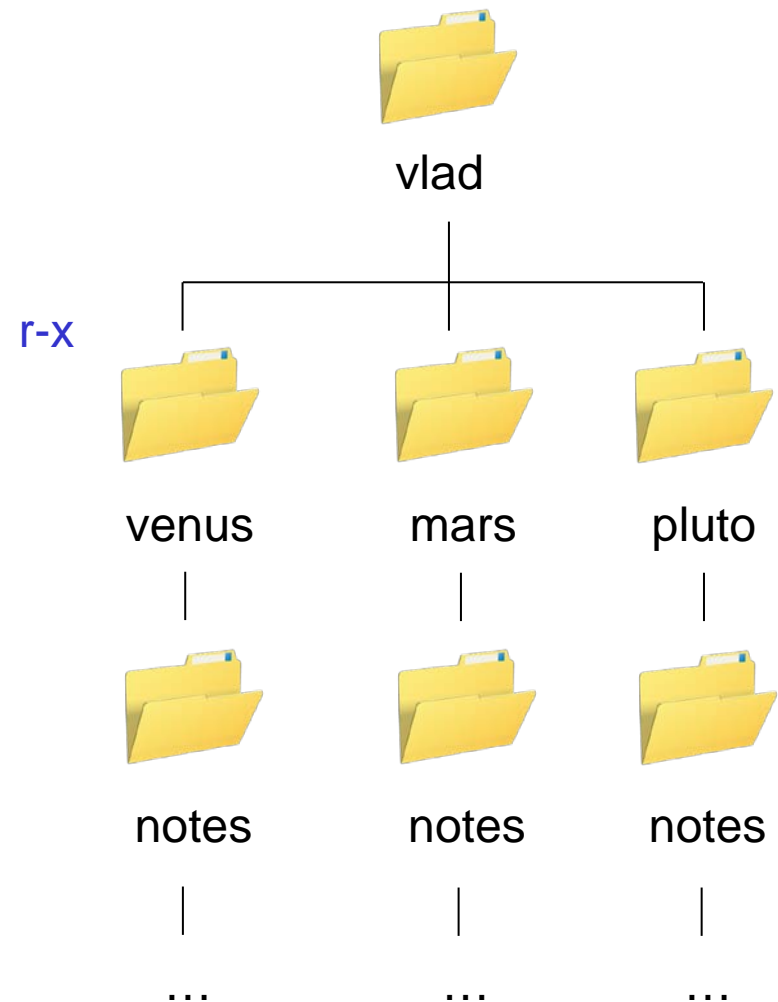 vlad
r-x
venus mars pluto
notes notes notes
... ... ...